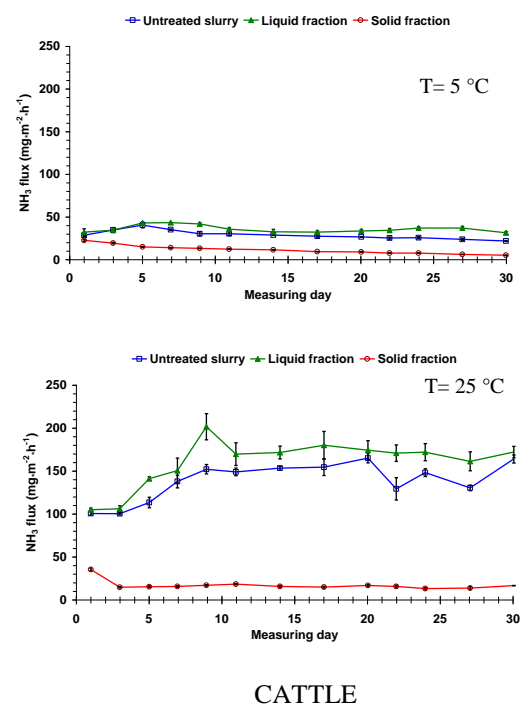 Untreated slurry Liquid fraction Solid fraction
T= 5 °C
250
200
150
100
50
0
NH₃ flux (mg·m⁻²·h⁻¹)
0 5 10 15 20 25 30
Measuring day
Untreated slurry Liquid fraction Solid fraction
T= 25 °C
250
200
150
100
50
0
NH₃ flux (mg·m⁻²·h⁻¹)
0 5 10 15 20 25 30
Measuring day
CATTLE